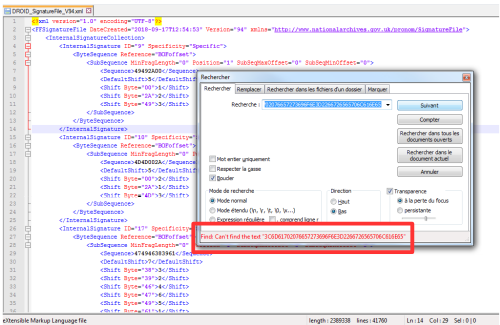 DROID_SignatureFile_V94.xml
1 <?xml version="1.0" encoding="UTF-8"?>
2 <FFSignatureFile DateCreated="2018-09-17T12:54:53" Version="94" xmlns="http://www.nationalarchives.gov.uk/pronom/SignatureFile">
3 <InternalSignatureCollection>
4 <InternalSignature ID="9" Specificity="Specific">
5 <ByteSequence Reference="BOFoffset">
6 <SubSequence MinFragLength="0" Position="1" SubSeqMaxOffset="0" SubSeqMinOffset="0">
7 <Sequence>49492A00</Sequence>
8 <DefaultShift>5</DefaultShift>
9 <Shift Byte="00">1</Shift>
10 <Shift Byte="2A">2</Shift>
11 <Shift Byte="49">3</Shift>
12 </SubSequence>
13 </ByteSequence>
14 </InternalSignature>
15 <InternalSignature ID="10" Specificity=
16 <ByteSequence Reference="BOFoffset">
17 <SubSequence MinFragLength="0"
18 <Sequence>4D4D002A</Sequence>
19 <DefaultShift>5</DefaultShift>
20 <Shift Byte="00">2</Shift>
21 <Shift Byte="2A">1</Shift>
22 <Shift Byte="4D">3</Shift>
23 </SubSequence>
24 </ByteSequence>
25 </InternalSignature>
26 <InternalSignature ID="17" Specificity=
27 <ByteSequence Reference="BOFoffset">
28 <SubSequence MinFragLength="0"
29 <Sequence>474946383961</Sequence>
30 <DefaultShift>7</DefaultShift>
31 <Shift Byte="38">3</Shift>
32 <Shift Byte="39">2</Shift>
33 <Shift Byte="46">4</Shift>
34 <Shift Byte="47">6</Shift>
35 <Shift Byte="49">5</Shift>
36 <Shift Byte="61">1</Shift>
Rechercher
Rechercher Remplacer Rechercher dans les fichiers d'un dossier Marquer
Recherche :
Suivant
Compter
Rechercher dans tous les documents ouverts
Rechercher dans le document actuel
Annuler
Mot entier uniquement
Respecter la casse
Boucler
Mode de recherche
Mode normal
Mode étendu (\n, \r, \t, \0, \x...)
Expression régulière . comprend ligne r
Direction
Haut
Bas
Transparence
à la perte du focus
persistante
Find: Can't find the text
eXtensible Markup Language file length : 2389338 lines : 41760 Ln : 14 Col : 29 Sel : 0 | 0